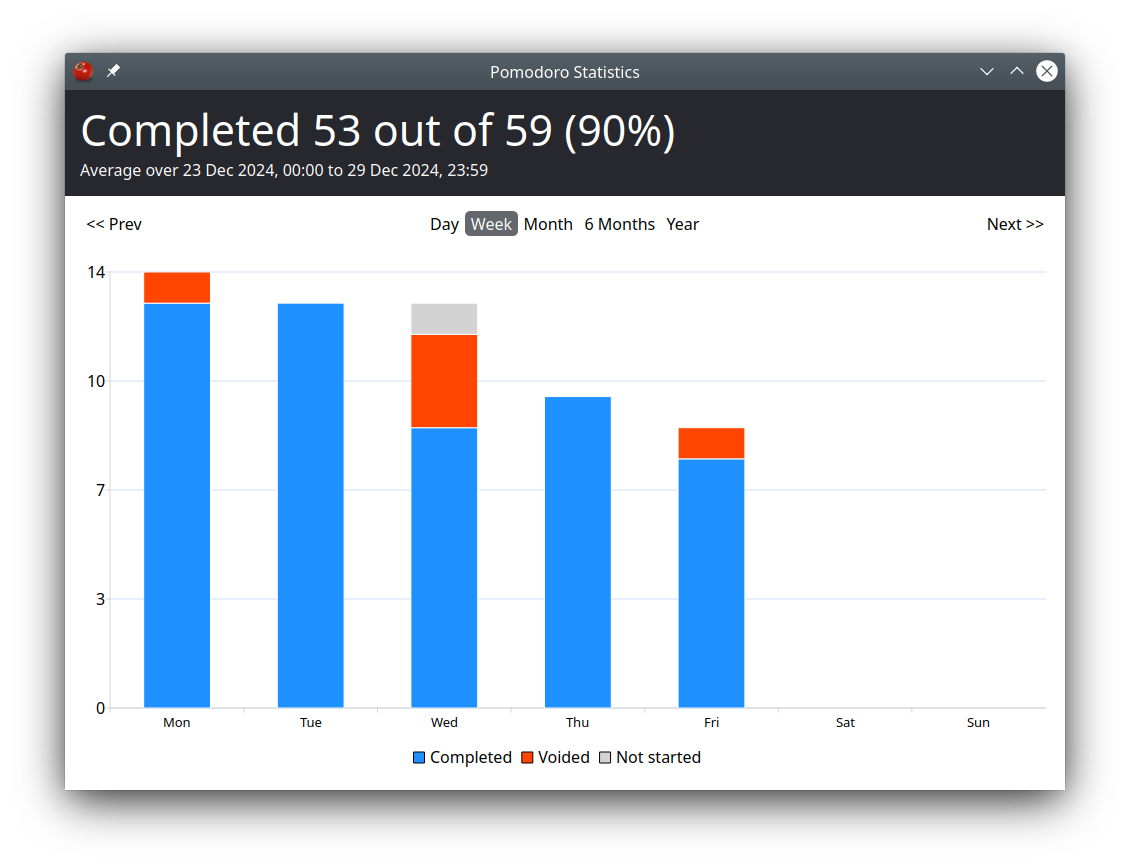 Pomodoro Statistics
Completed 53 out of 59 (90%)
Average over 23 Dec 2024, 00:00 to 29 Dec 2024, 23:59
<< Prev Day Week Month 6 Months Year Next >>
14
10
7
3
0
Mon Tue Wed Thu Fri Sat Sun
Completed Voided Not started